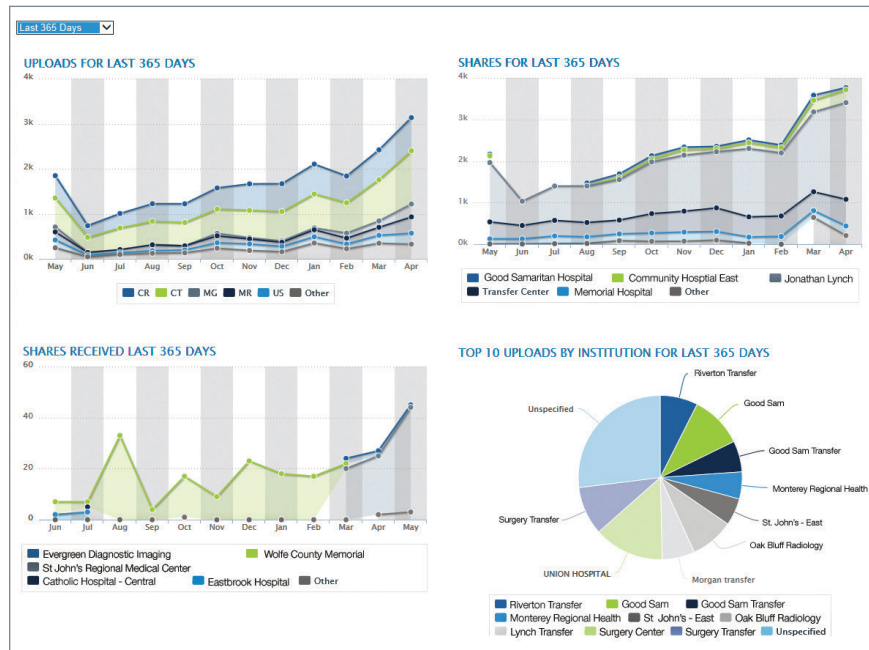 Last 365 Days
UPLOADS FOR LAST 365 DAYS
4k
3k
2k
1k
0k
May Jun Jul Aug Sep Oct Nov Dec Jan Feb Mar Apr
CR CT MG MR US Other
SHARES FOR LAST 365 DAYS
4k
3k
2k
1k
0k
May Jun Jul Aug Sep Oct Nov Dec Jan Feb Mar Apr
Good Samaritan Hospital Community Hosptial East Jonathan Lynch
Transfer Center Memorial Hospital Other
SHARES RECEIVED LAST 365 DAYS
60
40
20
0
Jun Jul Aug Sep Oct Nov Dec Jan Feb Mar Apr May
Evergreen Diagnostic Imaging Wolfe County Memorial
St John's Regional Medical Center
Catholic Hospital - Central Eastbrook Hospital Other
TOP 10 UPLOADS BY INSTITUTION FOR LAST 365 DAYS
Riverton Transfer
Unspecified
Good Sam
Good Sam Transfer
Monterey Regional Health
Surgery Transfer
St. John's - East
Oak Bluff Radiology
UNION HOSPITAL
Morgan transfer
Riverton Transfer Good Sam Good Sam Transfer
Monterey Regional Health St John's - East Oak Bluff Radiology
Lynch Transfer Surgery Center Surgery Transfer Unspecified